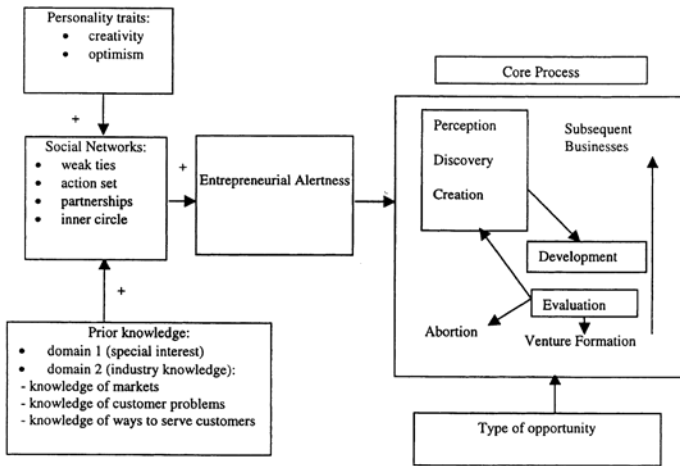 Personality traits:
• creativity
• optimism
+
Social Networks:
• weak ties
• action set
• partnerships
• inner circle
+
Entrepreneurial Alertness
+
Prior knowledge:
• domain 1 (special interest)
• domain 2 (industry knowledge):
- knowledge of markets
- knowledge of customer problems
- knowledge of ways to serve customers
Core Process
Perception
Discovery
Creation
Subsequent
Businesses
Development
Evaluation
Abortion
Venture Formation
Type of opportunity